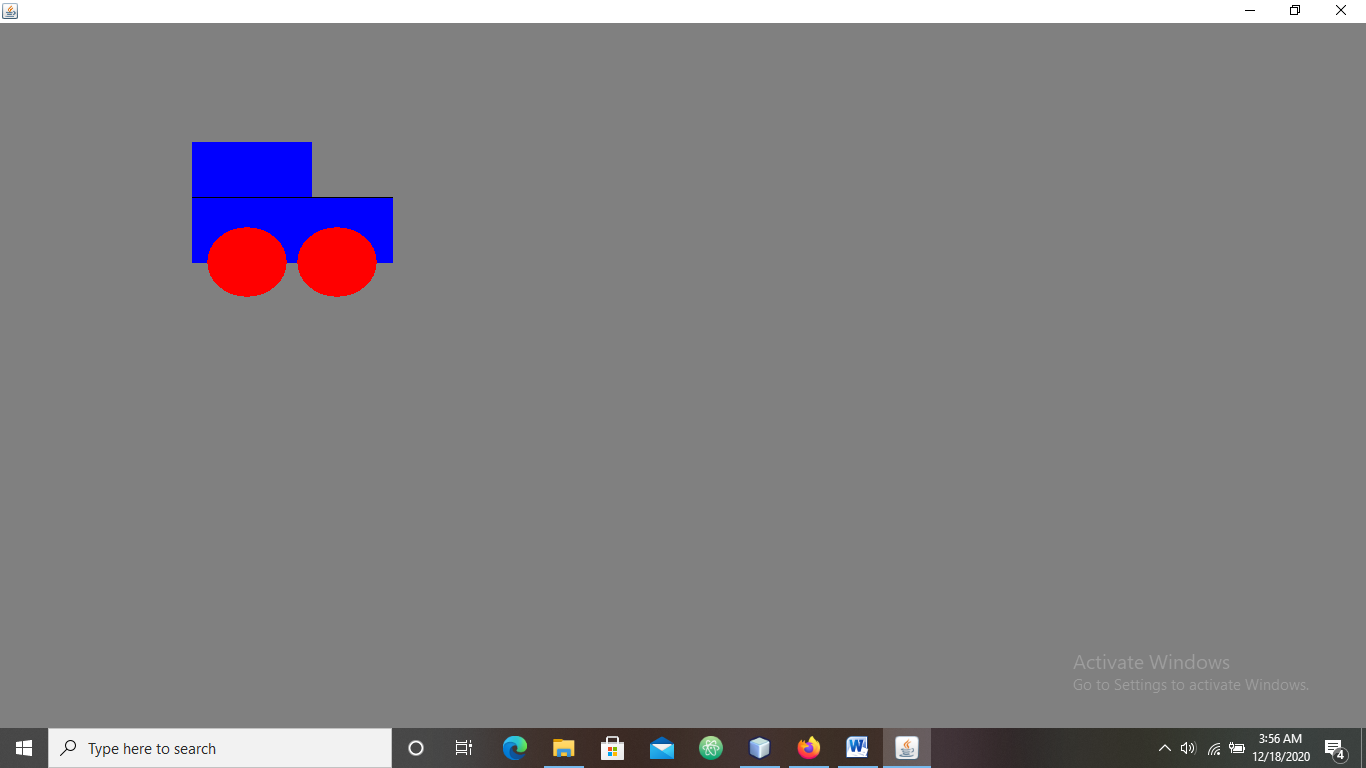 Activate Windows
Go to Settings to activate Windows.
Type here to search
3:56 AM
12/18/2020
4